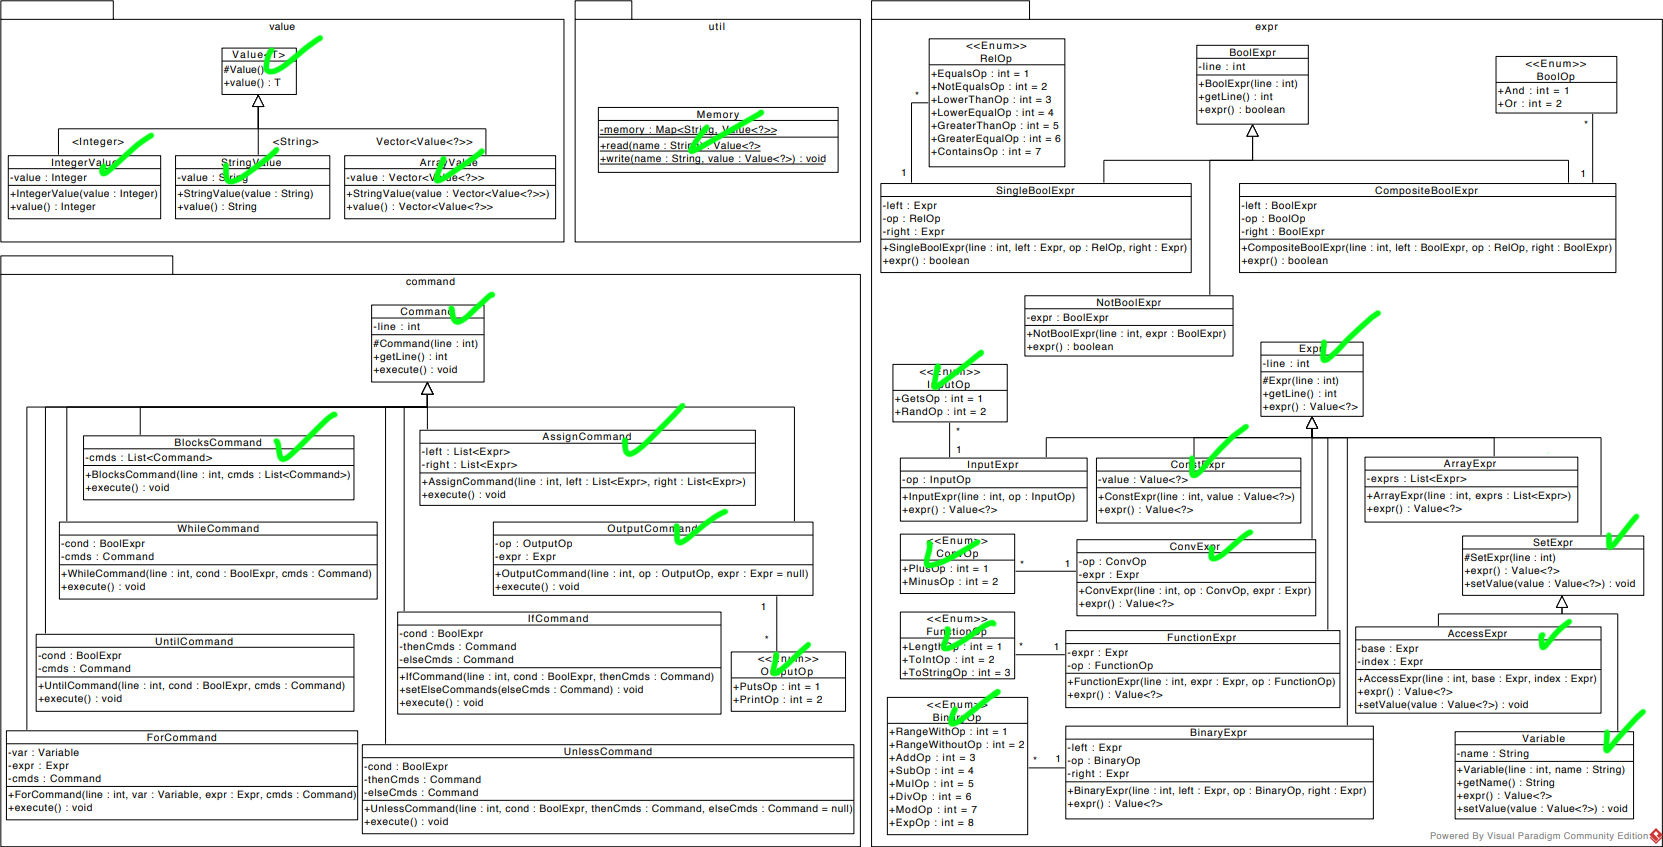 value
Value<T>
#Value()
+value() : T
<Integer>
<String>
Vector<Value<?>>
IntegerValue
-value : Integer
+IntegerValue(value : Integer)
+value() : Integer
StringValue
-value : String
+StringValue(value : String)
+value() : String
ArrayValue
-value : Vector<Value<?>>
+StringValue(value : Vector<Value<?>>)
+value() : Vector<Value<?>>
util
Memory
-memory : Map<String, Value<?>>
+read(name : String) : Value<?>
+write(name : String, value : Value<?>) : void
command
Command
-line : int
#Command(line : int)
+getLine() : int
+execute() : void
BlocksCommand
-cmds : List<Command>
+BlocksCommand(line : int, cmds : List<Command>)
+execute() : void
AssignCommand
-left : List<Expr>
-right : List<Expr>
+AssignCommand(line : int, left : List<Expr>, right : List<Expr>)
+execute() : void
WhileCommand
-cond : BoolExpr
-cmds : Command
+WhileCommand(line : int, cond : BoolExpr, cmds : Command)
+execute() : void
OutputCommand
-op : OutputOp
-expr : Expr
+OutputCommand(line : int, op : OutputOp, expr : Expr = null)
+execute() : void
1
*
UntilCommand
-cond : BoolExpr
-cmds : Command
+UntilCommand(line : int, cond : BoolExpr, cmds : Command)
+execute() : void
IfCommand
-cond : BoolExpr
-thenCmds : Command
-elseCmds : Command
+IfCommand(line : int, cond : BoolExpr, thenCmds : Command)
+setElseCommands(elseCmds : Command) : void
+execute() : void
<<Enum>>
OutputOp
+PutsOp : int = 1
+PrintOp : int = 2
ForCommand
-var : Variable
-expr : Expr
-cmds : Command
+ForCommand(line : int, var : Variable, expr : Expr, cmds : Command)
+execute() : void
UnlessCommand
-cond : BoolExpr
-thenCmds : Command
-elseCmds : Command
+UnlessCommand(line : int, cond : BoolExpr, thenCmds : Command, elseCmds : Command = null)
+execute() : void
expr
<<Enum>>
RelOp
+EqualsOp : int = 1
+NotEqualsOp : int = 2
+LowerThanOp : int = 3
+LowerEqualOp : int = 4
+GreaterThanOp : int = 5
+GreaterEqualOp : int = 6
+ContainsOp : int = 7
*
1
BoolExpr
-line : int
+BoolExpr(line : int)
+getLine() : int
+expr() : boolean
<<Enum>>
BoolOp
+And : int = 1
+Or : int = 2
*
1
SingleBoolExpr
-left : Expr
-op : RelOp
-right : Expr
+SingleBoolExpr(line : int, left : Expr, op : RelOp, right : Expr)
+expr() : boolean
CompositeBoolExpr
-left : BoolExpr
-op : BoolOp
-right : BoolExpr
+CompositeBoolExpr(line : int, left : BoolExpr, op : RelOp, right : BoolExpr)
+expr() : boolean
NotBoolExpr
-expr : BoolExpr
+NotBoolExpr(line : int, expr : BoolExpr)
+expr() : boolean
Expr
-line : int
#Expr(line : int)
+getLine() : int
+expr() : Value<?>
<<Enum>>
InputOp
+GetsOp : int = 1
+RandOp : int = 2
*
1
InputExpr
-op : InputOp
+InputExpr(line : int, op : InputOp)
+expr() : Value<?>
ConstExpr
-value : Value<?>
+ConstExpr(line : int, value : Value<?>)
+expr() : Value<?>
ArrayExpr
-exprs : List<Expr>
+ArrayExpr(line : int, exprs : List<Expr>)
+expr() : Value<?>
<<Enum>>
ConvOp
+PlusOp : int = 1
+MinusOp : int = 2
*
1
ConvExpr
-op : ConvOp
-expr : Expr
+ConvExpr(line : int, op : ConvOp, expr : Expr)
+expr() : Value<?>
SetExpr
#SetExpr(line : int)
+expr() : Value<?>
+setValue(value : Value<?>) : void
<<Enum>>
FunctionOp
+LengthOp : int = 1
+ToIntOp : int = 2
+ToStringOp : int = 3
*
1
FunctionExpr
-expr : Expr
-op : FunctionOp
+FunctionExpr(line : int, expr : Expr, op : FunctionOp)
+expr() : Value<?>
AccessExpr
-base : Expr
-index : Expr
+AccessExpr(line : int, base : Expr, index : Expr)
+expr() : Value<?>
+setValue(value : Value<?>) : void
<<Enum>>
BinaryOp
+RangeWithOp : int = 1
+RangeWithoutOp : int = 2
+AddOp : int = 3
+SubOp : int = 4
+MulOp : int = 5
+DivOp : int = 6
+ModOp : int = 7
+ExpOp : int = 8
*
1
BinaryExpr
-left : Expr
-op : BinaryOp
-right : Expr
+BinaryExpr(line : int, left : Expr, op : BinaryOp, right : Expr)
+expr() : Value<?>
Variable
-name : String
+Variable(line : int, name : String)
+getName() : String
+expr() : Value<?>
+setValue(value : Value<?>) : void
Powered By Visual Paradigm Community Edition